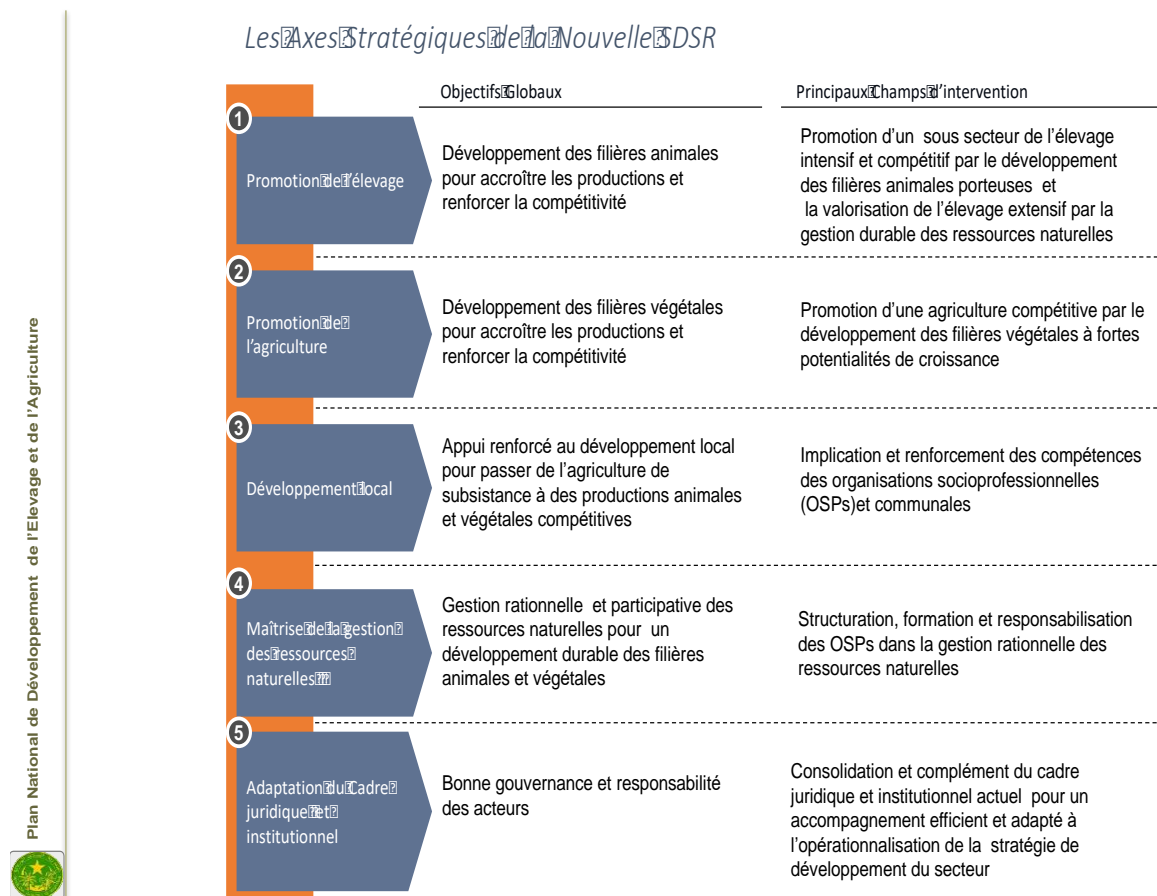 Les Axes Stratégiques de la Nouvelle SDSR
Objectifs Globaux
Principaux Champs d'intervention
1
Promotion de l'élevage
Développement des filières animales
pour accroître les productions et
renforcer la compétitivité
Promotion d'un sous secteur de l'élevage
intensif et compétitif par le développement
des filières animales porteuses et
la valorisation de l'élevage extensif par la
gestion durable des ressources naturelles
2
Promotion de
l'agriculture
Développement des filières végétales
pour accroître les productions et
renforcer la compétitivité
Promotion d'une agriculture compétitive par le
développement des filières végétales à fortes
potentialités de croissance
3
Développement local
Appui renforcé au développement local
pour passer de l'agriculture de
subsistance à des productions animales
et végétales compétitives
Implication et renforcement des compétences
des organisations socioprofessionnelles
(OSPs)et communales
4
Maîtrise de la gestion
des ressources
naturelles
Gestion rationnelle et participative des
ressources naturelles pour un
développement durable des filières
animales et végétales
Structuration, formation et responsabilisation
des OSPs dans la gestion rationnelle des
ressources naturelles
5
Adaptation du Cadre
juridique et
institutionnel
Bonne gouvernance et responsabilité
des acteurs
Consolidation et complément du cadre
juridique et institutionnel actuel pour un
accompagnement efficient et adapté à
l'opérationnalisation de la stratégie de
développement du secteur
Plan National de Développement de l'Elevage et de l'Agriculture